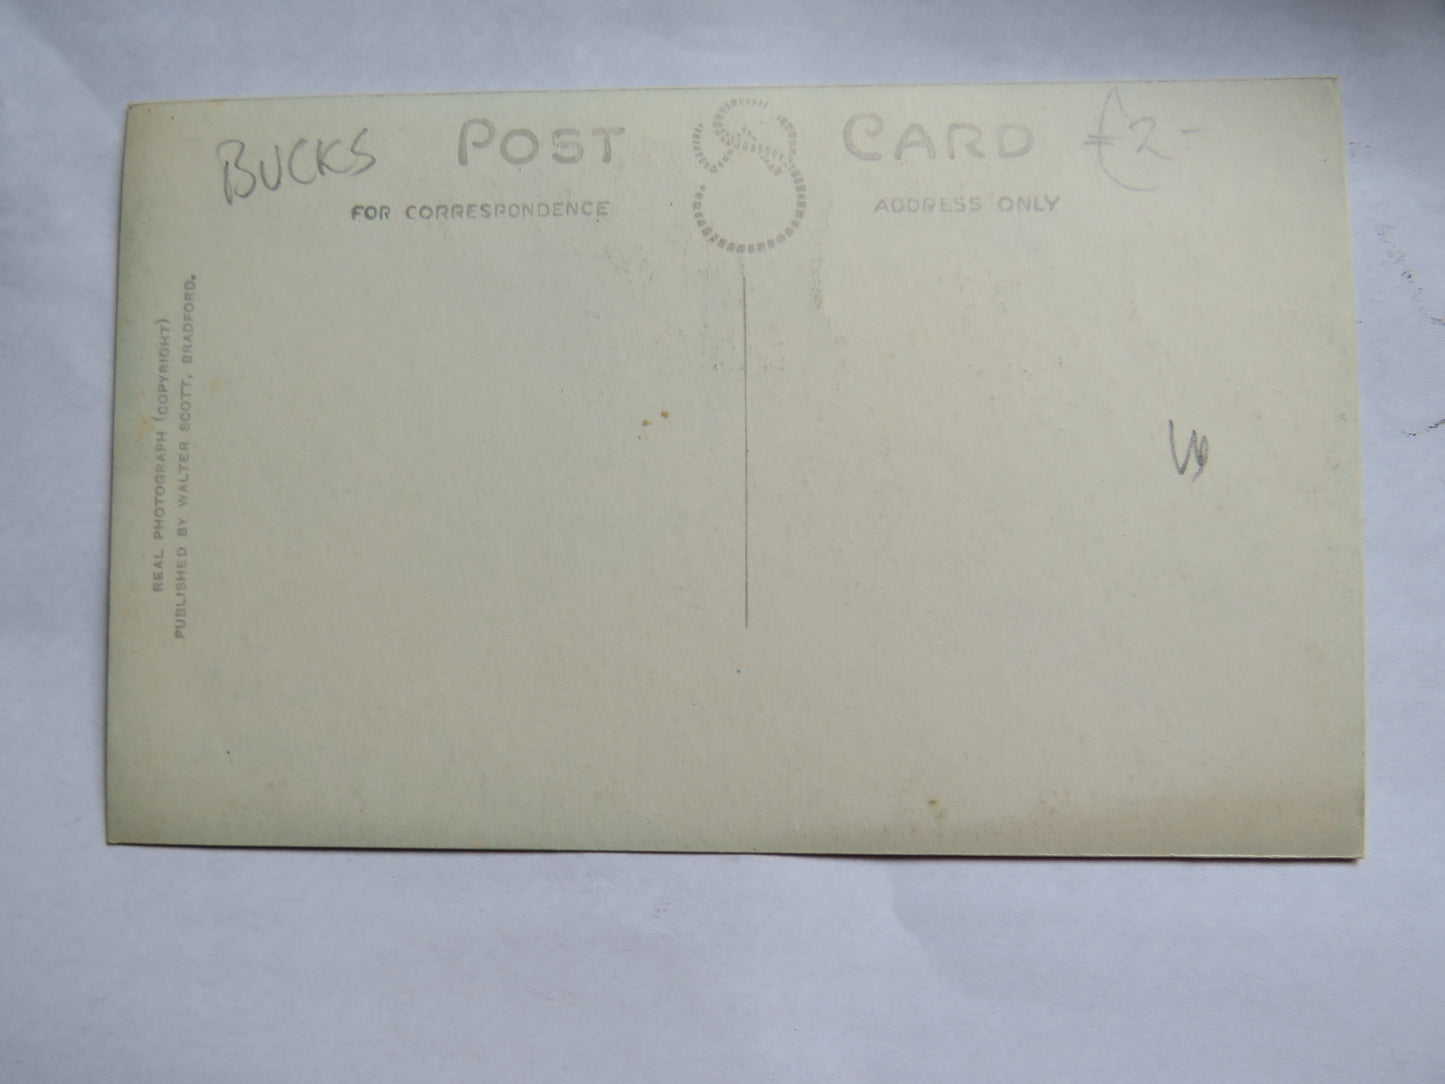 BUCKS
POST CARD
£2-
FOR CORRESPONDENCE
ADDRESS ONLY
REAL PHOTOGRAPH (COPYRIGHT)
PUBLISHED BY WALTER SCOTT, BRADFORD.